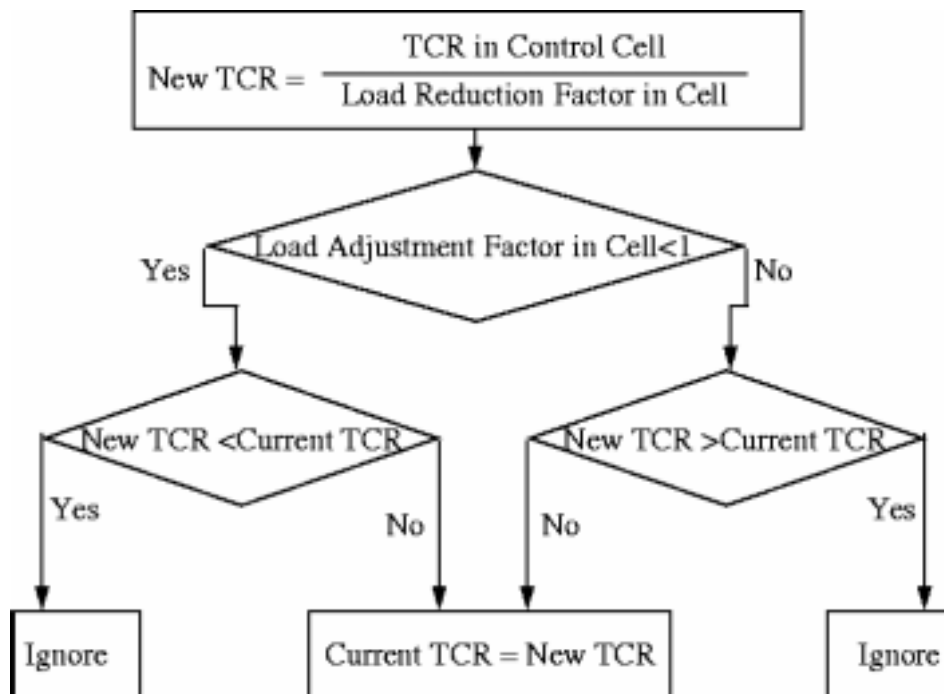 TCR in Control Cell
New TCR =
Load Reduction Factor in Cell
Load Adjustment Factor in Cell<1
Yes
No
New TCR <Current TCR
New TCR >Current TCR
Yes
No
No
Yes
Ignore
Current TCR = New TCR
Ignore